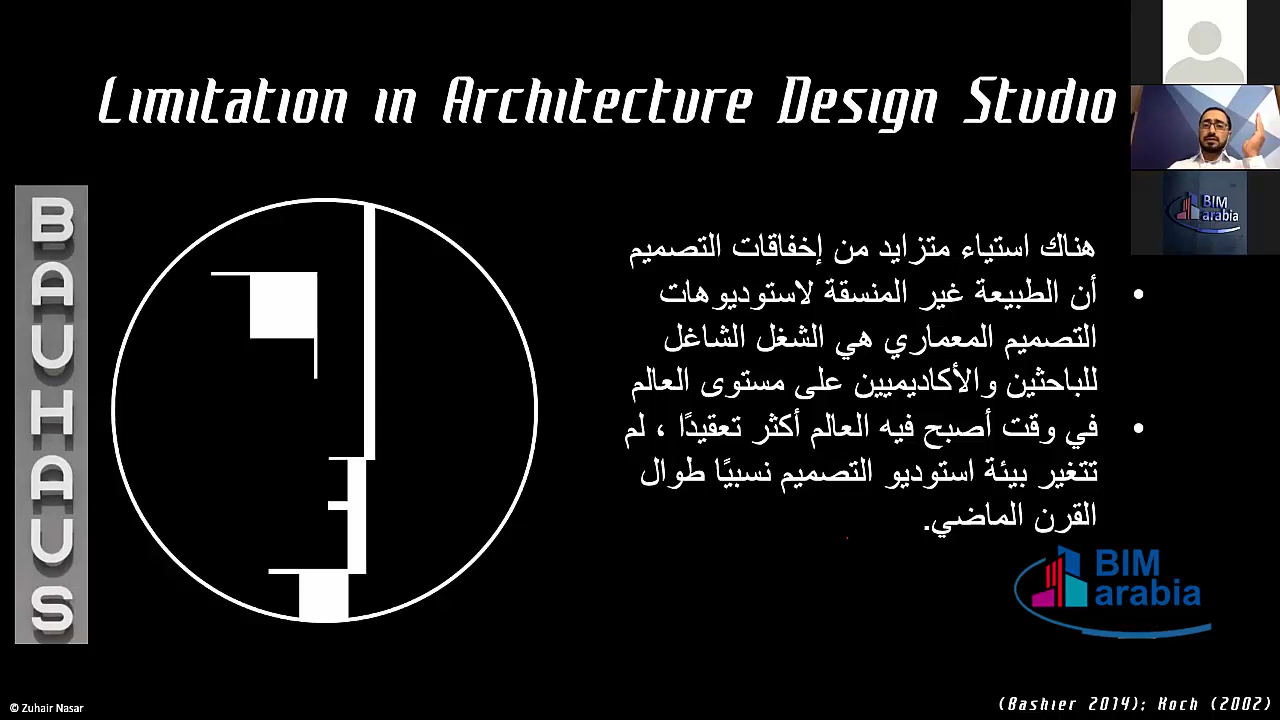 Limitation in Architecture Design Studio
BIM
arabia
BAUHAUS
هناك استياء متزايد من إخفاقات التصميم
• أن الطبيعة غير المنسقة لاستوديوهات
التصميم المعماري هي الشغل الشاغل
للباحثين والأكاديميين على مستوى العالم
• في وقت أصبح فيه العالم أكثر تعقيدًا ، لم
تتغير بيئة استوديو التصميم نسبيًا طوال
القرن الماضي.
BIM
arabia
© Zuhair Nasar
(Bashier 2014); Koch (2002)